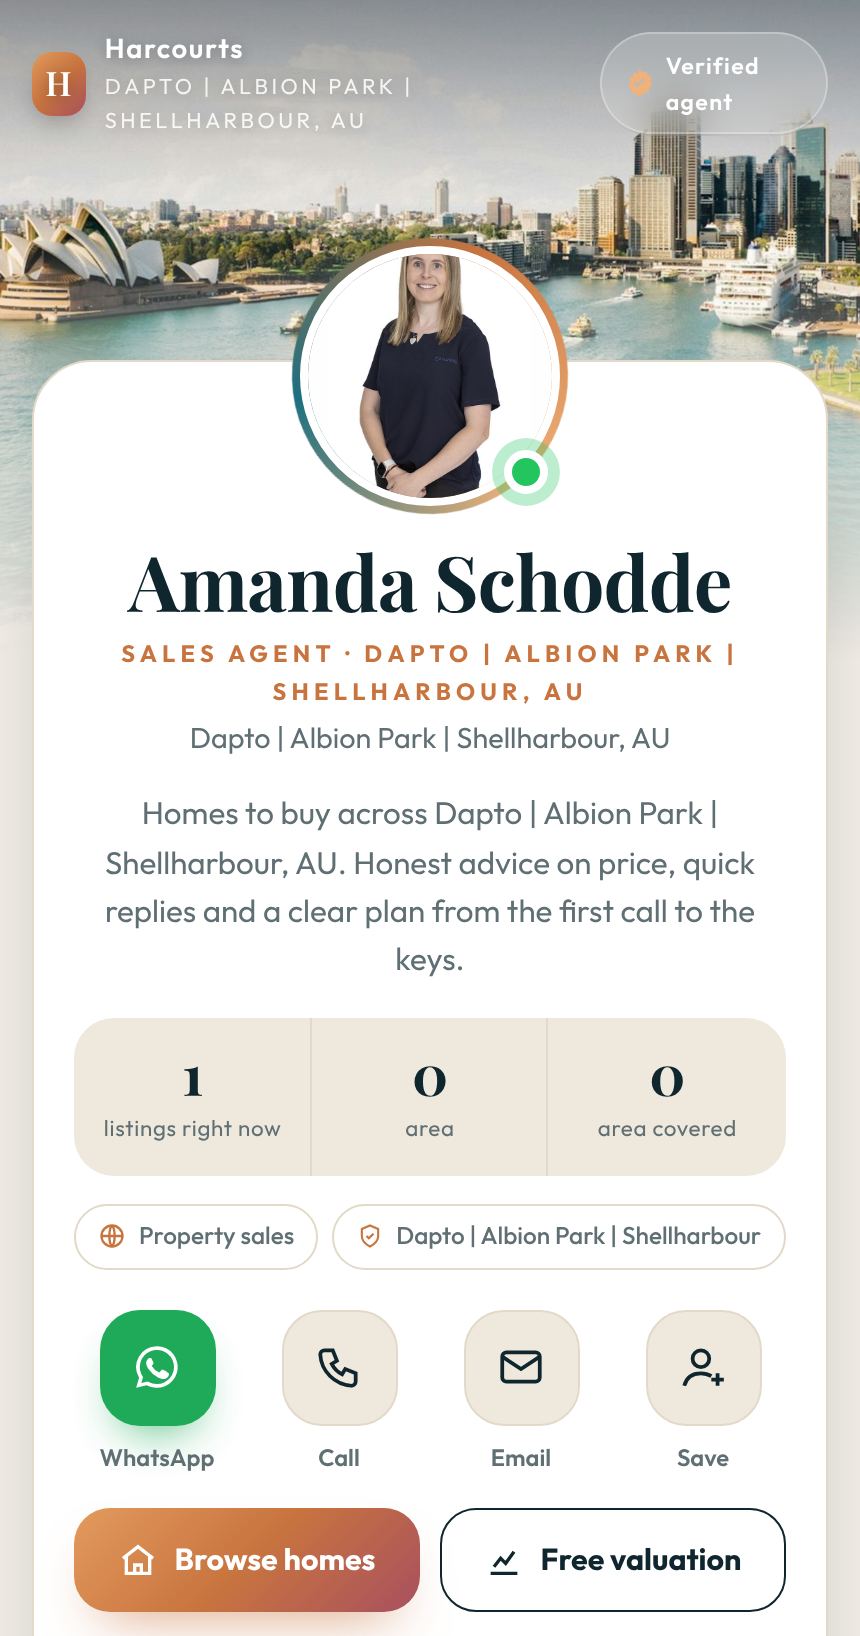 H
Harcourts
DAPTO | ALBION PARK |
SHELLHARBOUR, AU
Verified
agent
Amanda Schodde
SALES AGENT · DAPTO | ALBION PARK |
SHELLHARBOUR, AU
Dapto | Albion Park | Shellharbour, AU
Homes to buy across Dapto | Albion Park |
Shellharbour, AU. Honest advice on price, quick
replies and a clear plan from the first call to the
keys.
1
listings right now
0
area
0
area covered
Property sales
Dapto | Albion Park | Shellharbour
WhatsApp
Call
Email
Save
Browse homes
Free valuation